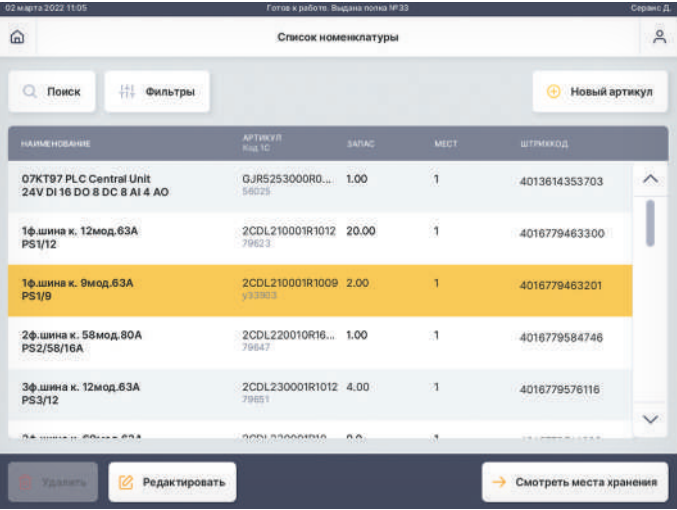 02 марта 2022 11:05 Готов к работе. Выдана полка №33 Сервис Д.
Список номенклатуры
Поиск Фильтры Новый артикул
НАИМЕНОВАНИЕ АРТИКУЛ ЗАПАС МЕСТ ШТРИХКОД
Код 1С
07KT97 PLC Central Unit GJR5253000R0... 1.00 1 4013614353703
24V DI 16 DO 8 DC 8 AI 4 AO 56025
1ф.шина к. 12мод.63А 2CDL210001R1012 20.00 1 4016779463300
PS1/12 79623
1ф.шина к. 9мод.63А 2CDL210001R1009 2.00 1 4016779463201
PS1/9 у33903
2ф.шина к. 58мод.80А 2CDL220010R16... 1.00 1 4016779584746
PS2/58/16A 79647
3ф.шина к. 12мод.63А 2CDL230001R1012 4.00 1 4016779576116
PS3/12 79651
Удалить Редактировать Смотреть места хранения